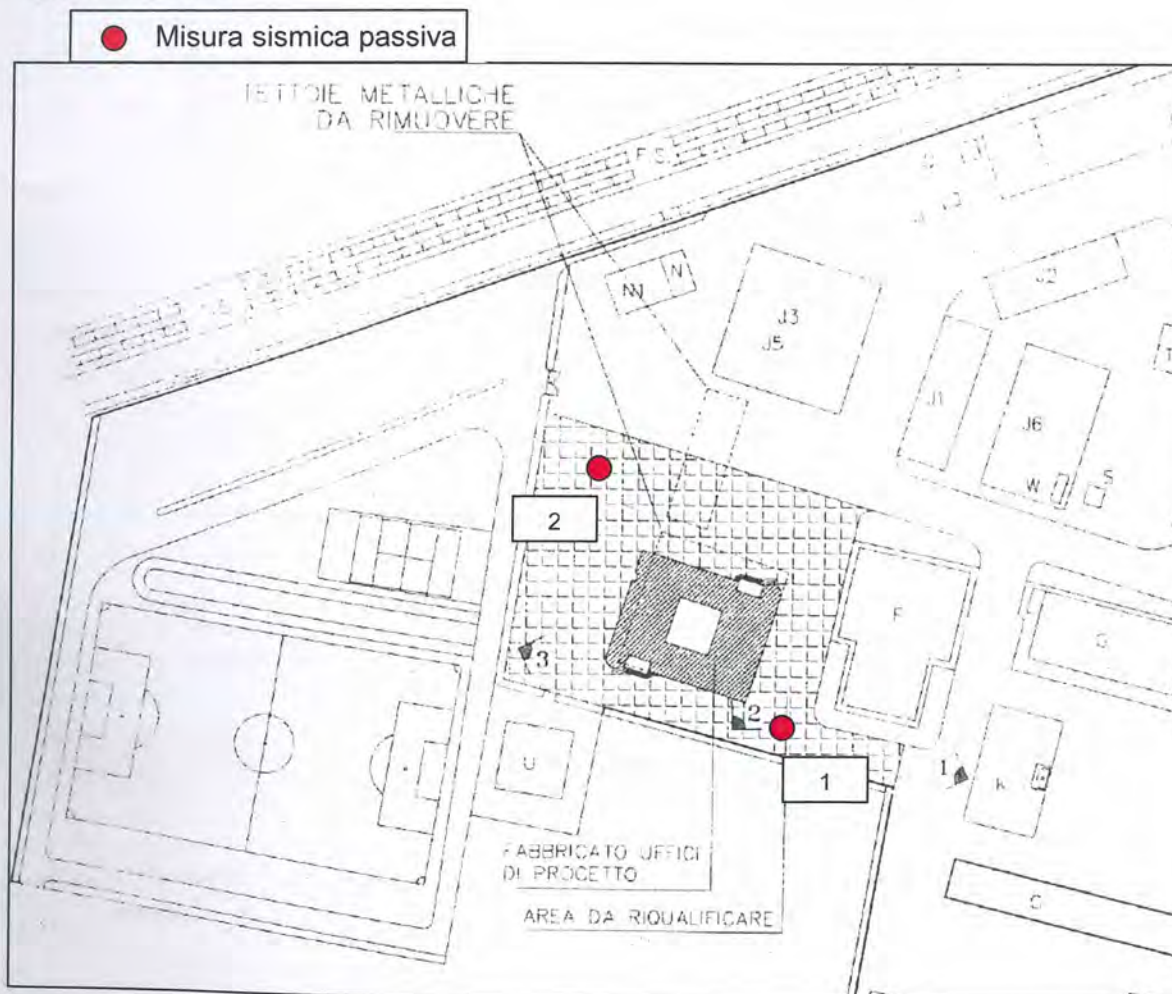 Misura sismica passiva
TETTOIE METALLICHE
DA RIMUOVERE
F.S.
N
NN
J3
J5
J2
J1
J6
W
S
T
2
F
G
3
2
U
1
1
K
FABBRICATO UFFICI
DI PROGETTO
AREA DA RIQUALIFICARE